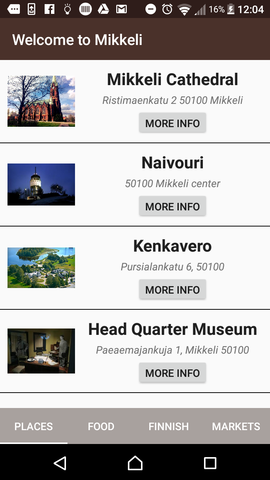 16% 12:04
Welcome to Mikkeli
Mikkeli Cathedral
Ristimaenkatu 2 50100 Mikkeli
MORE INFO
Naivouri
50100 Mikkeli center
MORE INFO
Kenkavero
Pursialankatu 6, 50100
MORE INFO
Head Quarter Museum
Paeaemajankuja 1, Mikkeli 50100
MORE INFO
PLACES FOOD FINNISH MARKETS